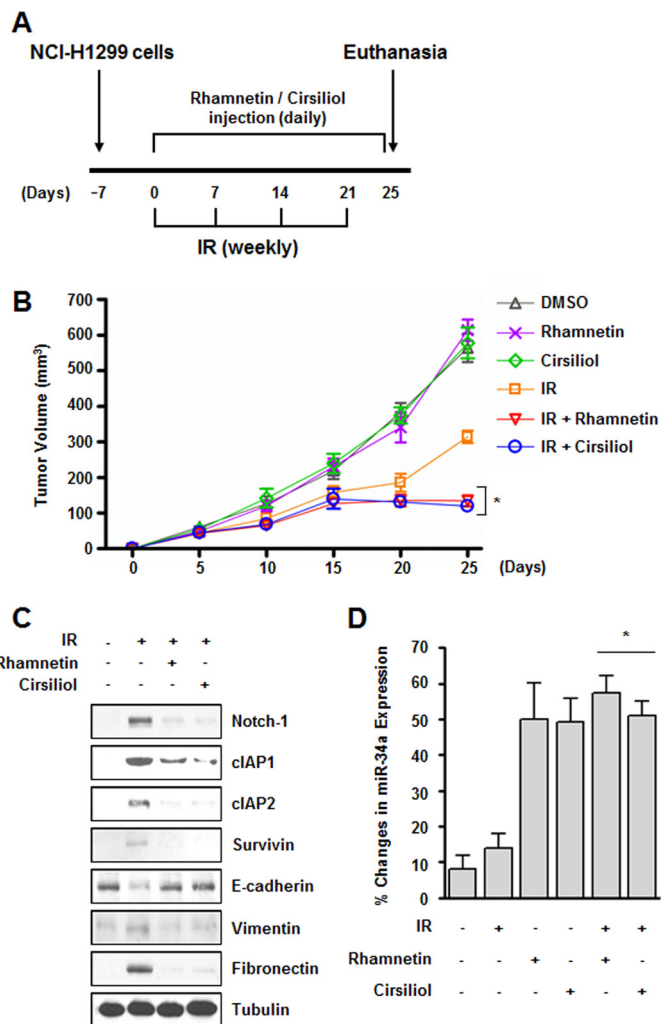 A
NCI-H1299 cells Euthanasia
Rhamnetin / Cirsiliol
injection (daily)
(Days) −7 0 7 14 21 25
IR (weekly)
B
Tumor Volume (mm³)
700
600
500
400
300
200
100
0
0 5 10 15 20 25 (Days)
DMSO
Rhamnetin
Cirsiliol
IR
IR + Rhamnetin
IR + Cirsiliol
*
C
IR - + + +
Rhamnetin - - + -
Cirsiliol - - - +
Notch-1
cIAP1
cIAP2
Survivin
E-cadherin
Vimentin
Fibronectin
Tubulin
D
% Changes in miR-34a Expression
70
60
50
40
30
20
10
0
*
IR - + - - + +
Rhamnetin - - + - + -
Cirsiliol - - - + - +